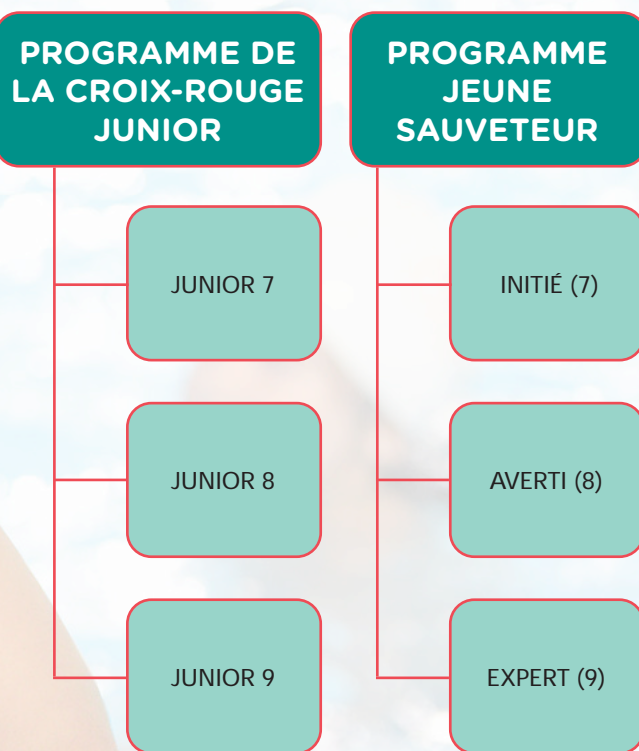 PROGRAMME DE
LA CROIX-ROUGE
JUNIOR
JUNIOR 7
JUNIOR 8
JUNIOR 9
PROGRAMME
JEUNE
SAUVETEUR
INITIÉ (7)
AVERTI (8)
EXPERT (9)